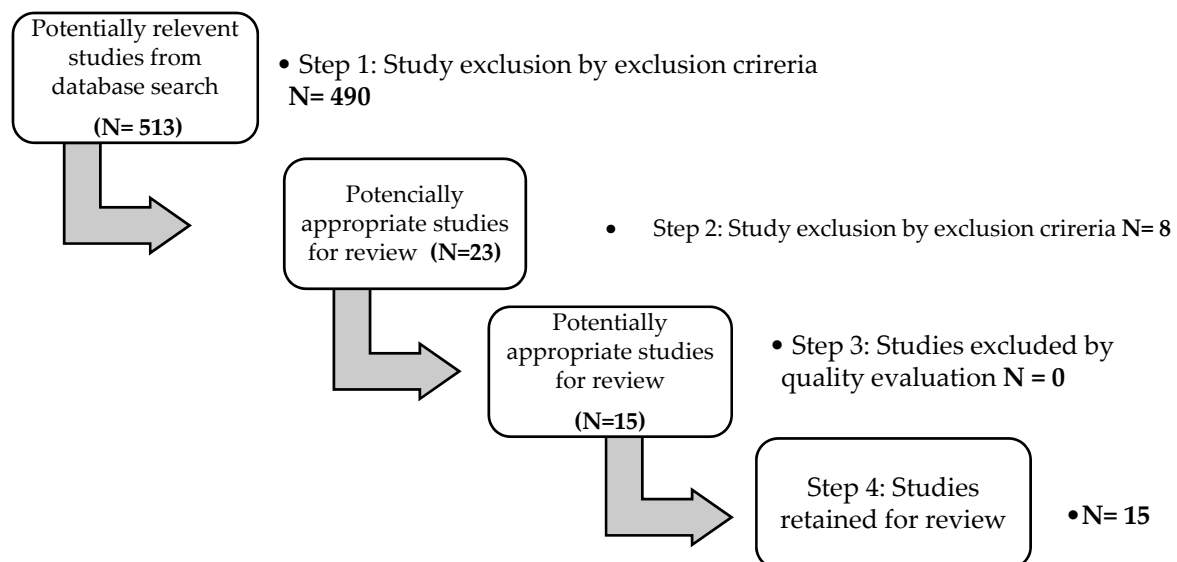 Potentially relevent
studies from
database search
(N= 513)
• Step 1: Study exclusion by exclusion crireria
N= 490
Potencially
appropriate studies
for review (N=23)
• Step 2: Study exclusion by exclusion crireria N= 8
Potentially
appropriate studies
for review
(N=15)
• Step 3: Studies excluded by
quality evaluation N = 0
Step 4: Studies
retained for review
•N= 15